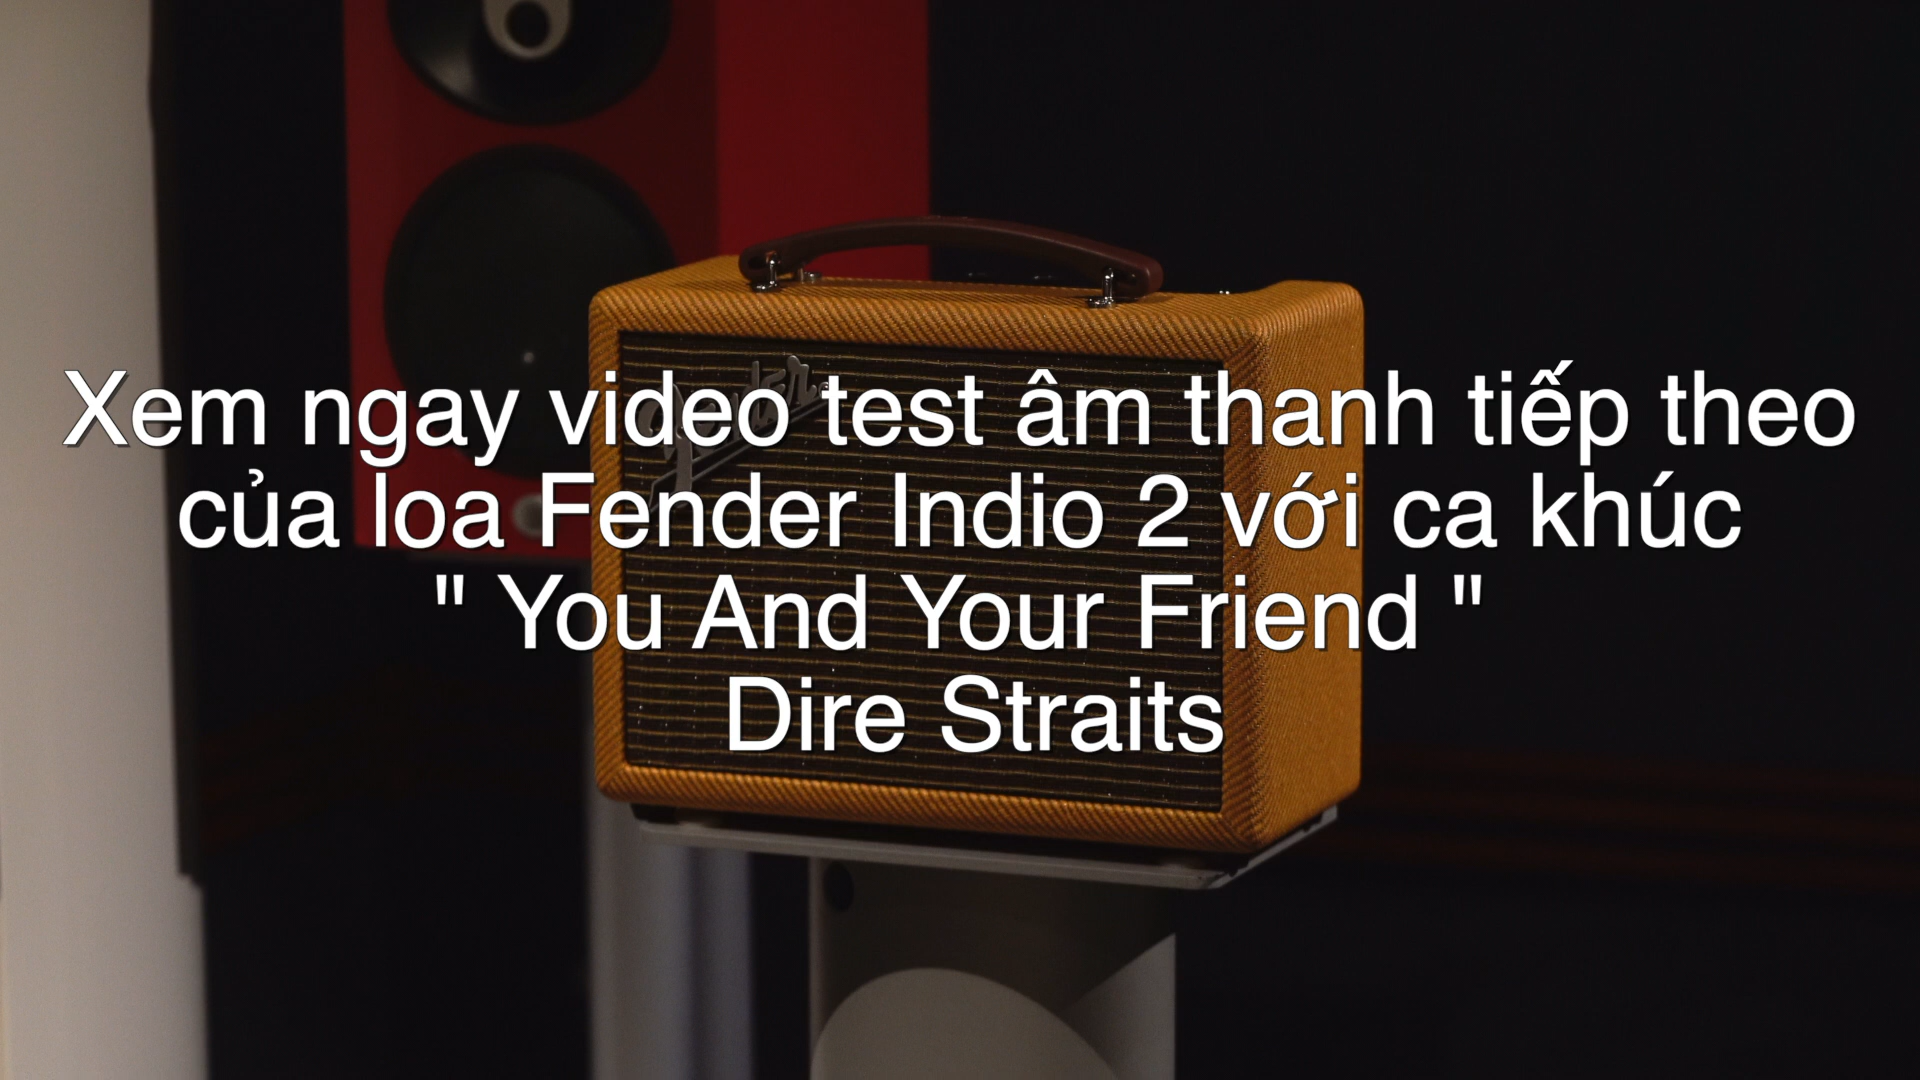 Fender
Xem ngay video test âm thanh tiếp theo
của loa Fender Indio 2 với ca khúc
" You And Your Friend "
Dire Straits